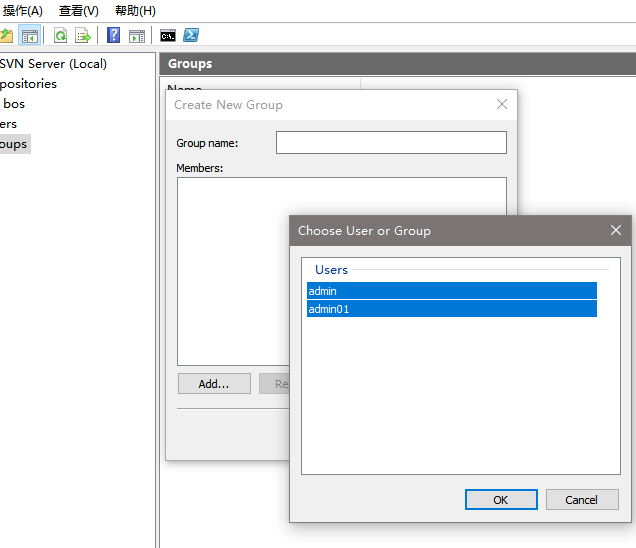 操作(A) 查看(V) 帮助(H)
SVN Server (Local)
positories
bos
ers
oups
Groups
Create New Group
Group name:
Members:
Add...
Re
Choose User or Group
Users
admin
admin01
OK Cancel